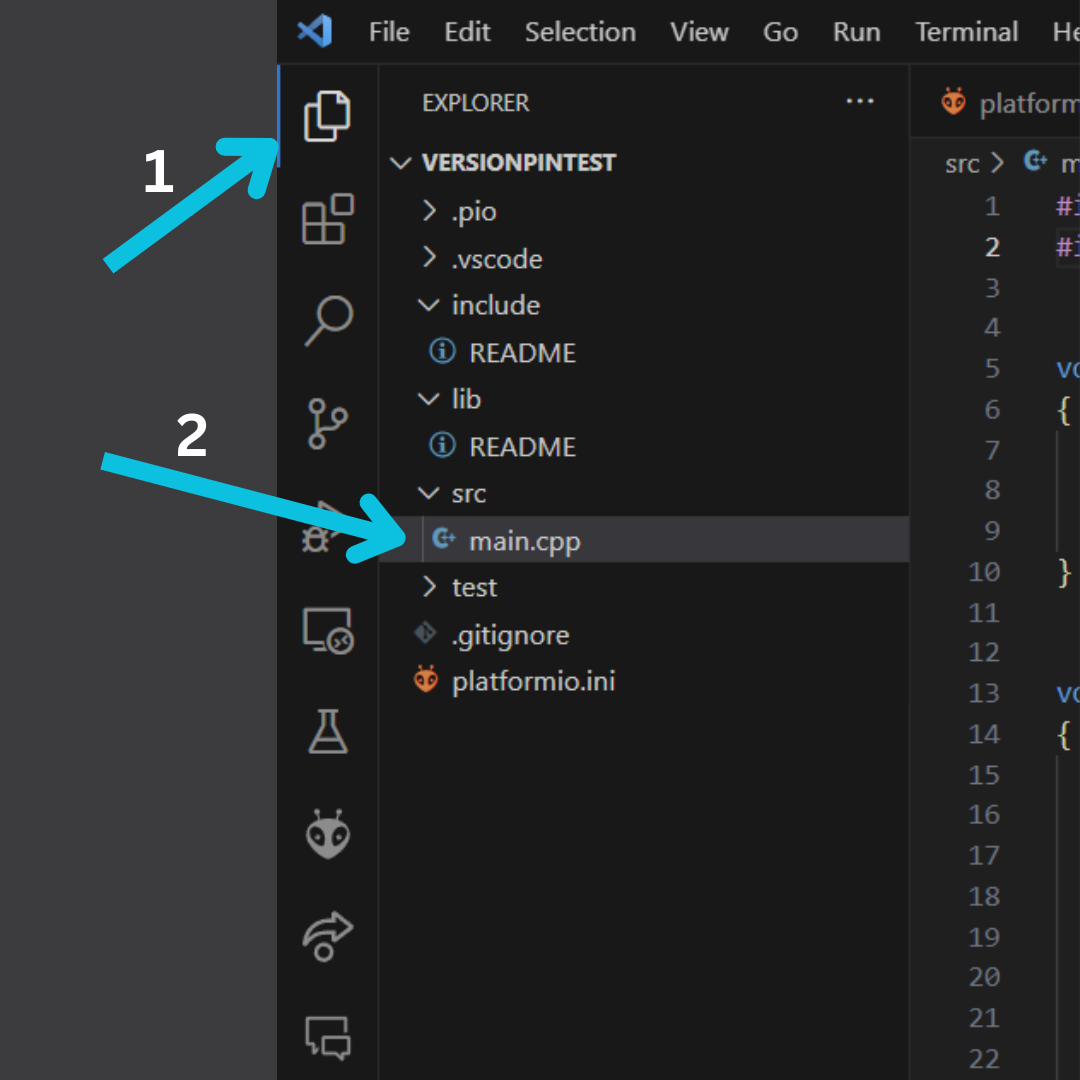 File Edit Selection View Go Run Terminal He
EXPLORER ...
platform
VERSIONPINTEST
src > m
.pio
.vscode
include
README
lib
README
src
main.cpp
test
.gitignore
platformio.ini
1
2
1 #i
2 #i
3
4
5 vo
6 {
7
8
9
10 }
11
12
13 vo
14 {
15
16
17
18
19
20
21
22